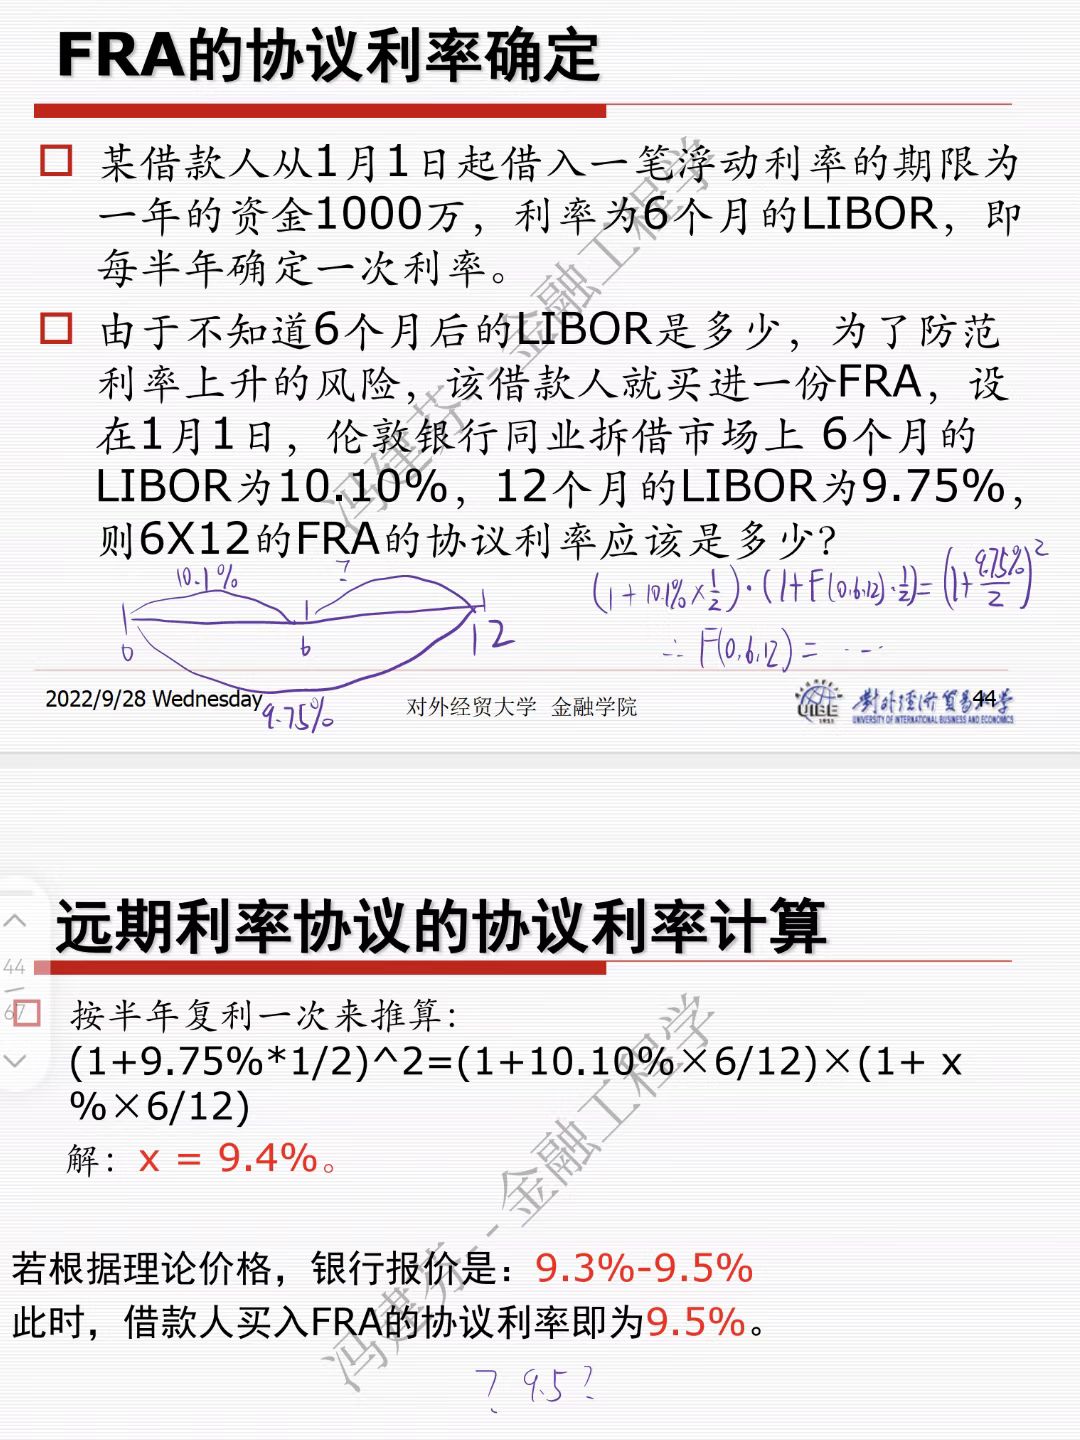 FRA的协议利率确定
某借款人从1月1日起借入一笔浮动利率的期限为
一年的资金1000万，利率为6个月的LIBOR，即
每半年确定一次利率。
由于不知道6个月后的LIBOR是多少，为了防范
利率上升的风险，该借款人就买进一份FRA，设
在1月1日，伦敦银行同业拆借市场上 6个月的
LIBOR为10.10%，12个月的LIBOR为9.75%，
则6X12的FRA的协议利率应该是多少？
10.1% ?
0 6 12
9.75%
(1+10.1%×1/2)·(1+F(0,6,12)·1/2)=(1+9.75%/2)²
∴ F(0,6,12) = ……
冯建芬--金融工程学
2022/9/28 Wednesday
对外经贸大学 金融学院
UIBE
1951
对外经济贸易大学
UNIVERSITY OF INTERNATIONAL BUSINESS AND ECONOMICS
44
远期利率协议的协议利率计算
44
67
按半年复利一次来推算：
(1+9.75%*1/2)^2=(1+10.10%×6/12)×(1+ x
%×6/12)
解：x = 9.4%。
若根据理论价格，银行报价是：9.3%-9.5%
此时，借款人买入FRA的协议利率即为9.5%。
? 9.5?
冯建芬--金融工程学